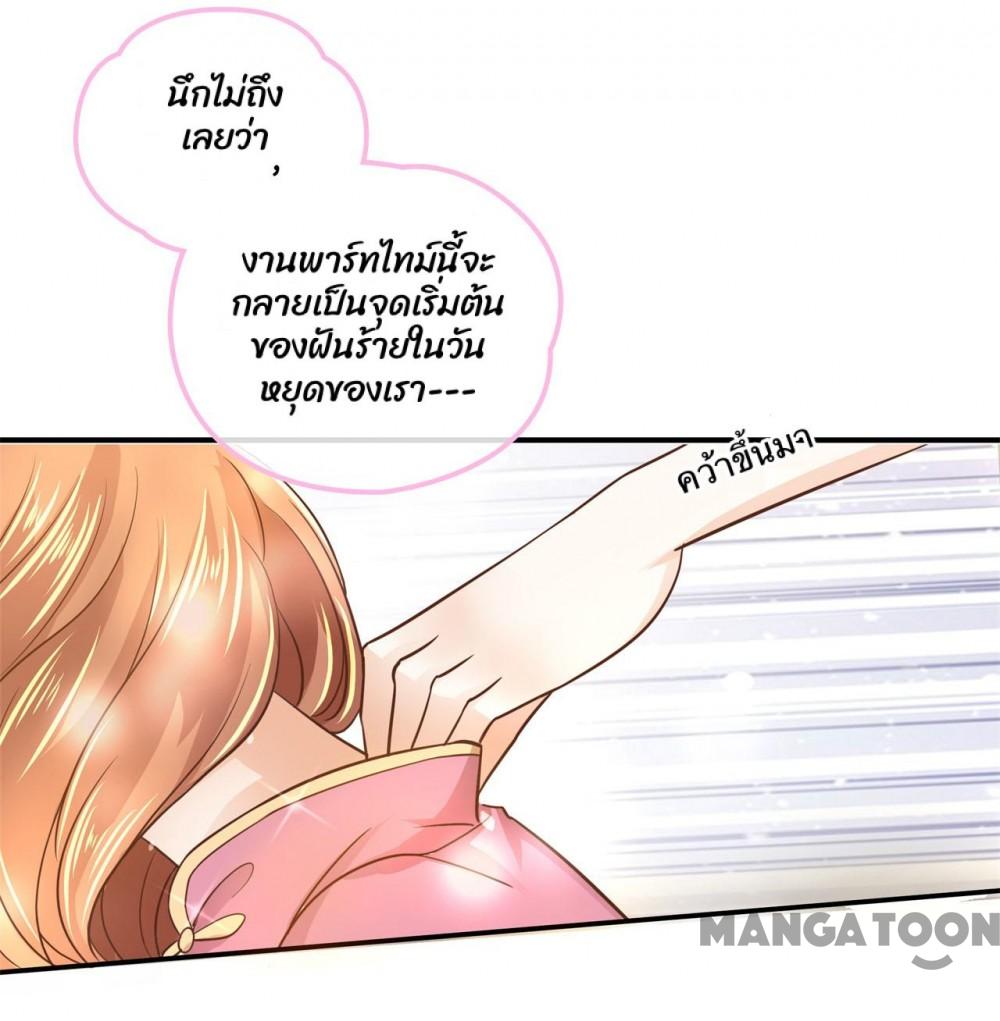 นึกไม่ถึง
เลยว่า,
งานพาร์ทไทม์นี้จะ
กลายเป็นจุดเริ่มต้น
ของฝันร้ายในวัน
หยุดของเรา---
คว้าขึ้นมา
MANGATOON